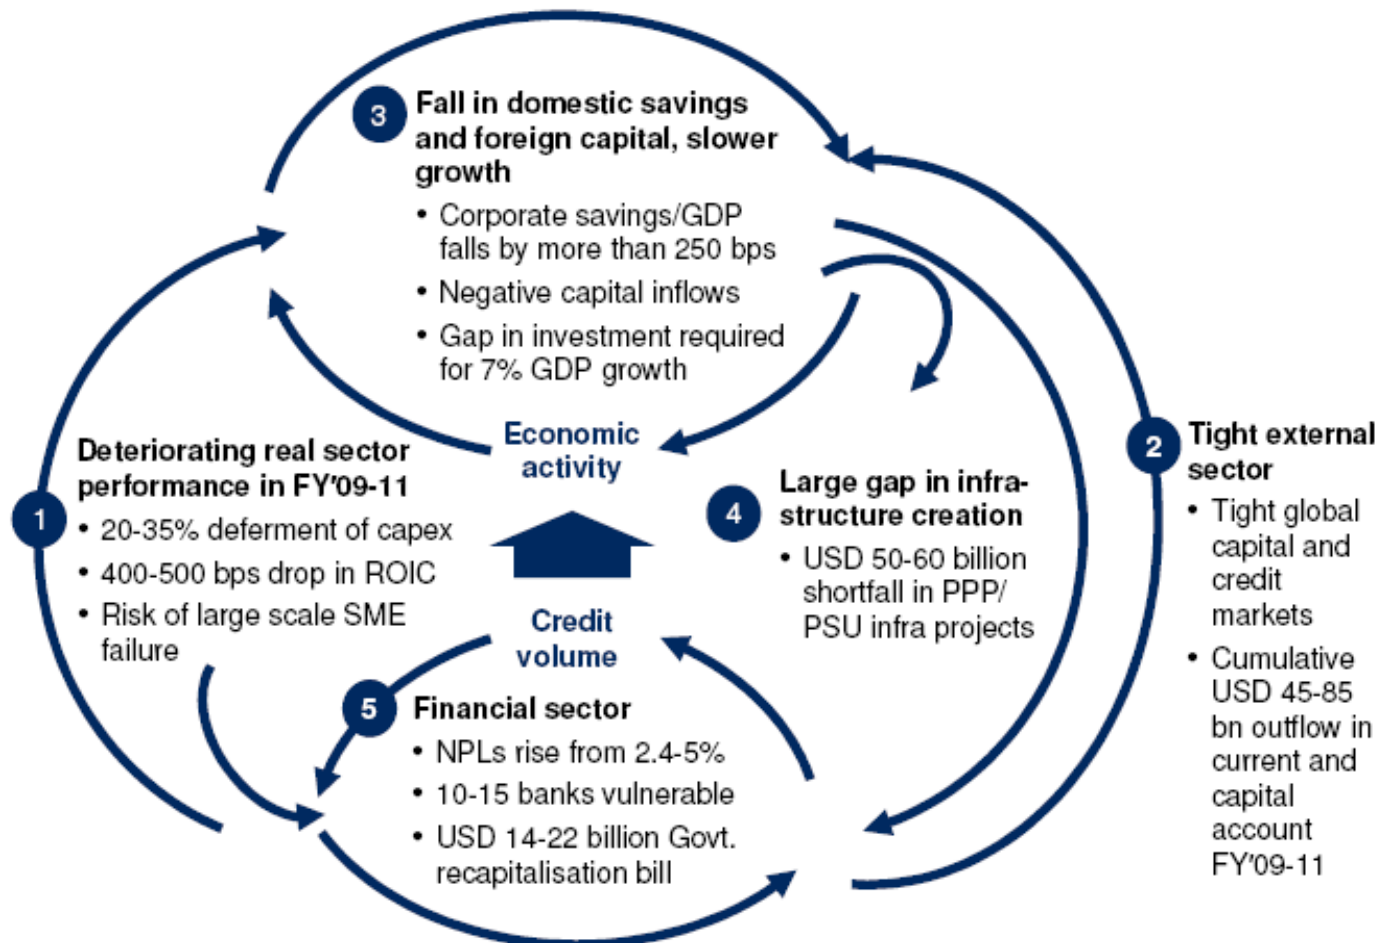 3
Fall in domestic savings
and foreign capital, slower
growth
• Corporate savings/GDP
falls by more than 250 bps
• Negative capital inflows
• Gap in investment required
for 7% GDP growth
Economic
activity
1
Deteriorating real sector
performance in FY'09-11
• 20-35% deferment of capex
• 400-500 bps drop in ROIC
• Risk of large scale SME
failure
4
Large gap in infra-
structure creation
• USD 50-60 billion
shortfall in PPP/
PSU infra projects
2
Tight external
sector
• Tight global
capital and
credit
markets
• Cumulative
USD 45-85
bn outflow in
current and
capital
account
FY'09-11
Credit
volume
5
Financial sector
• NPLs rise from 2.4-5%
• 10-15 banks vulnerable
• USD 14-22 billion Govt.
recapitalisation bill